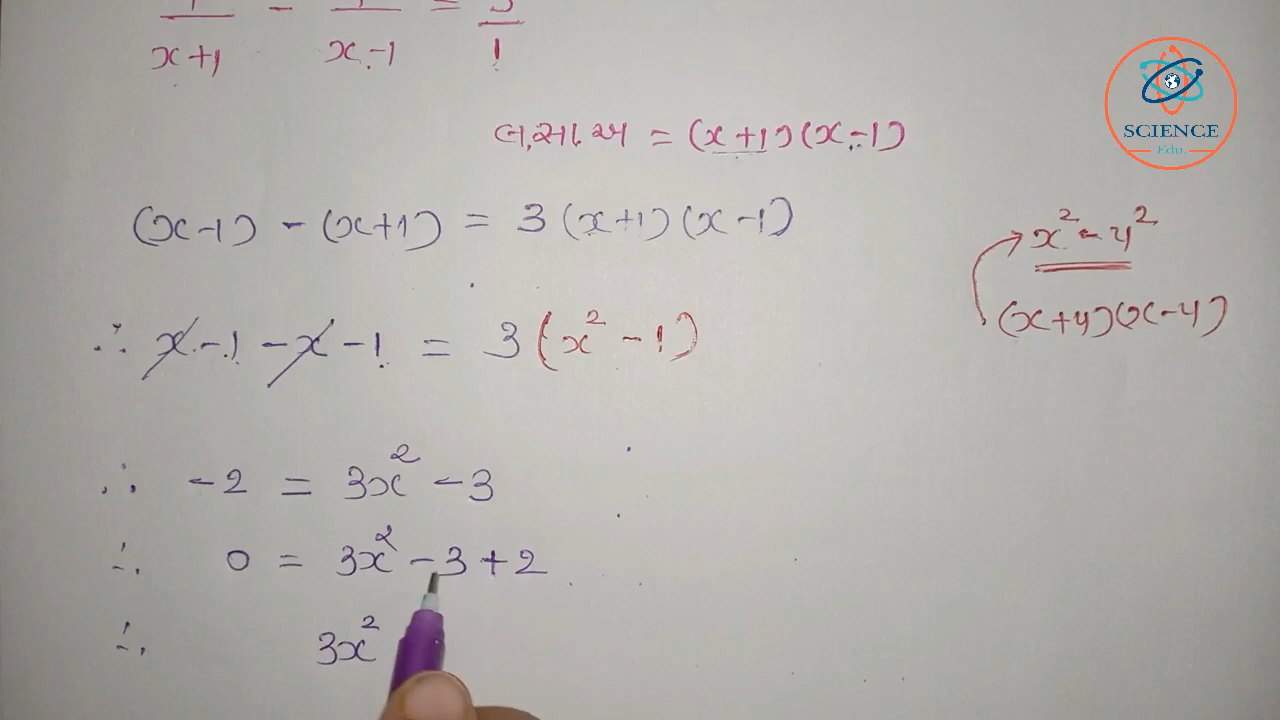 1/(x+1) - 1/(x-1) = 3/1
લ.સા.અ = (x+1)(x-1)
SCIENCE
Edu.
(x-1) - (x+1) = 3(x+1)(x-1)
x² - y²
(x+y)(x-y)
∴ x - 1 - x - 1 = 3(x² - 1)
∴ -2 = 3x² - 3
∴ 0 = 3x² - 3 + 2
∴ 3x²